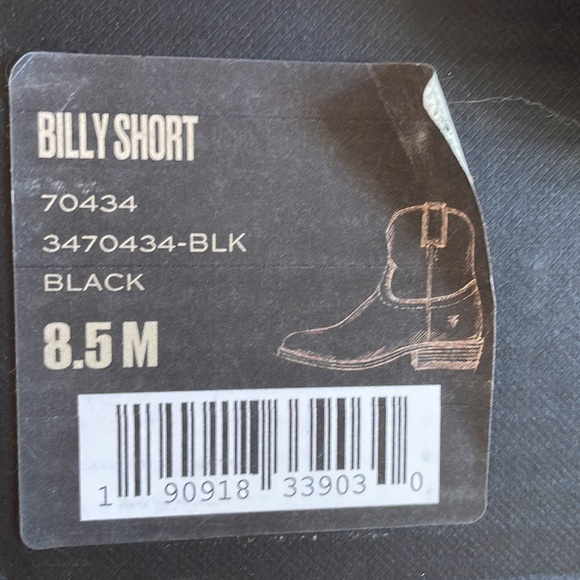 BILLY SHORT
70434
3470434-BLK
BLACK
8.5 M
1 90918 33903 0